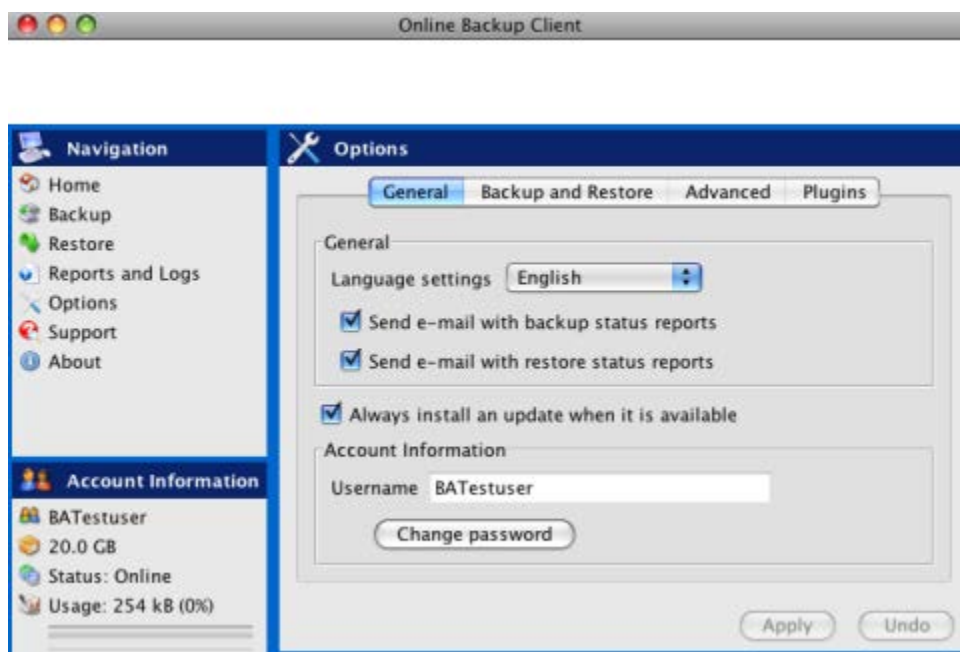 Online Backup Client
Navigation
Home
Backup
Restore
Reports and Logs
Options
Support
About
Account Information
BATestuser
20.0 GB
Status: Online
Usage: 254 kB (0%)
Options
General Backup and Restore Advanced Plugins
General
Language settings English
Send e-mail with backup status reports
Send e-mail with restore status reports
Always install an update when it is available
Account Information
Username BATestuser
Change password
Apply Undo